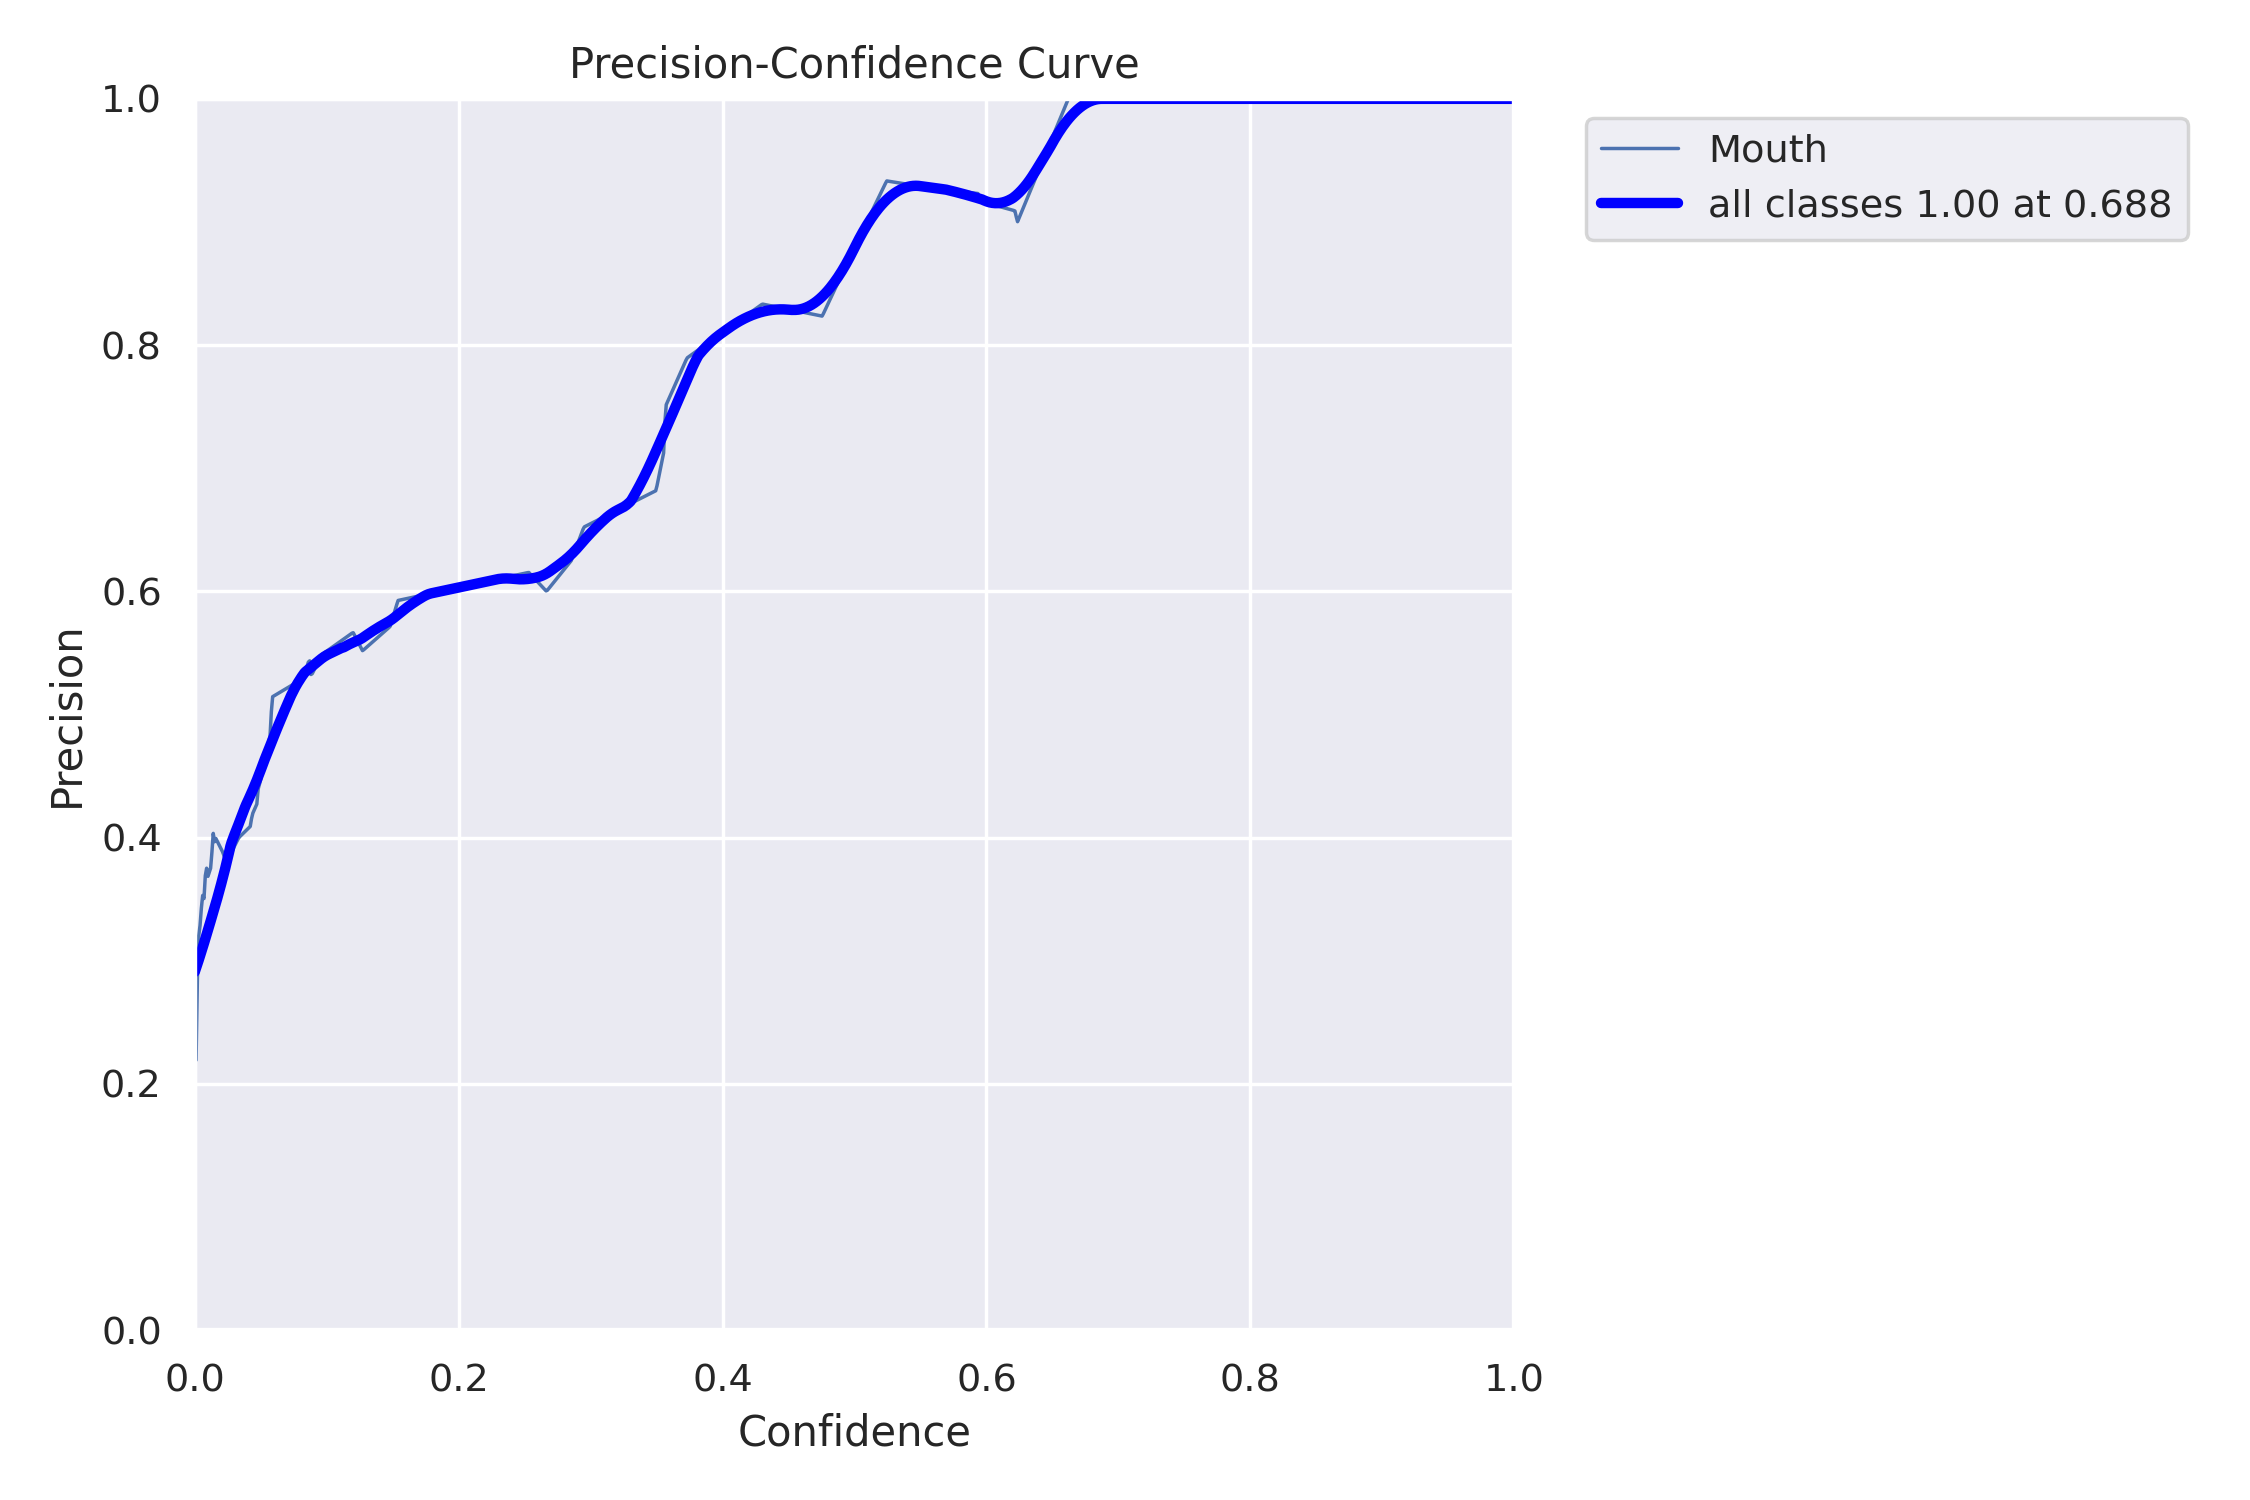 Precision-Confidence Curve
1.0
0.8
0.6
0.4
0.2
0.0
Precision
0.0 0.2 0.4 0.6 0.8 1.0
Confidence
Mouth
all classes 1.00 at 0.688